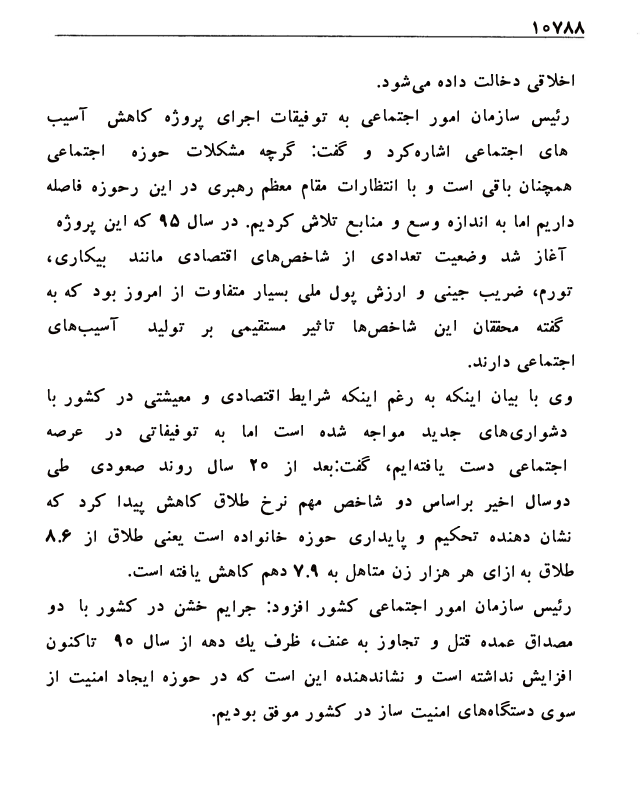 ۱۰۷۸۸
اخلاقی دخالت داده می‌شود.
رئیس سازمان امور اجتماعی به توفیقات اجرای پروژه کاهش آسیب
های اجتماعی اشاره‌کرد و گفت: گرچه مشکلات حوزه اجتماعی
همچنان باقی است و با انتظارات مقام معظم رهبری در این رحوزه فاصله
داریم اما به اندازه وسع و منابع تلاش کردیم. در سال ۹۵ که این پروژه
آغاز شد وضعیت تعدادی از شاخص‌های اقتصادی مانند بیکاری،
تورم، ضریب جینی و ارزش پول ملی بسیار متفاوت از امروز بود که به
گفته محققان این شاخص‌ها تاثیر مستقیمی بر تولید آسیب‌های
اجتماعی دارند.
وی با بیان اینکه به رغم اینکه شرایط اقتصادی و معیشتی در کشور با
دشواری‌های جدید مواجه شده است اما به توفیقاتی در عرصه
اجتماعی دست یافته‌ایم، گفت:بعد از ۲۰ سال روند صعودی طی
دوسال اخیر براساس دو شاخص مهم نرخ طلاق کاهش پیدا کرد که
نشان دهنده تحکیم و پایداری حوزه خانواده است یعنی طلاق از ۸.۶
طلاق به ازای هر هزار زن متاهل به ۷.۹ دهم کاهش یافته است.
رئیس سازمان امور اجتماعی کشور افزود: جرایم خشن در کشور با دو
مصداق عمده قتل و تجاوز به عنف، ظرف یك دهه از سال ۹۰ تاکنون
افزایش نداشته است و نشاندهنده این است که در حوزه ایجاد امنیت از
سوی دستگاه‌های امنیت ساز در کشور موفق بودیم.